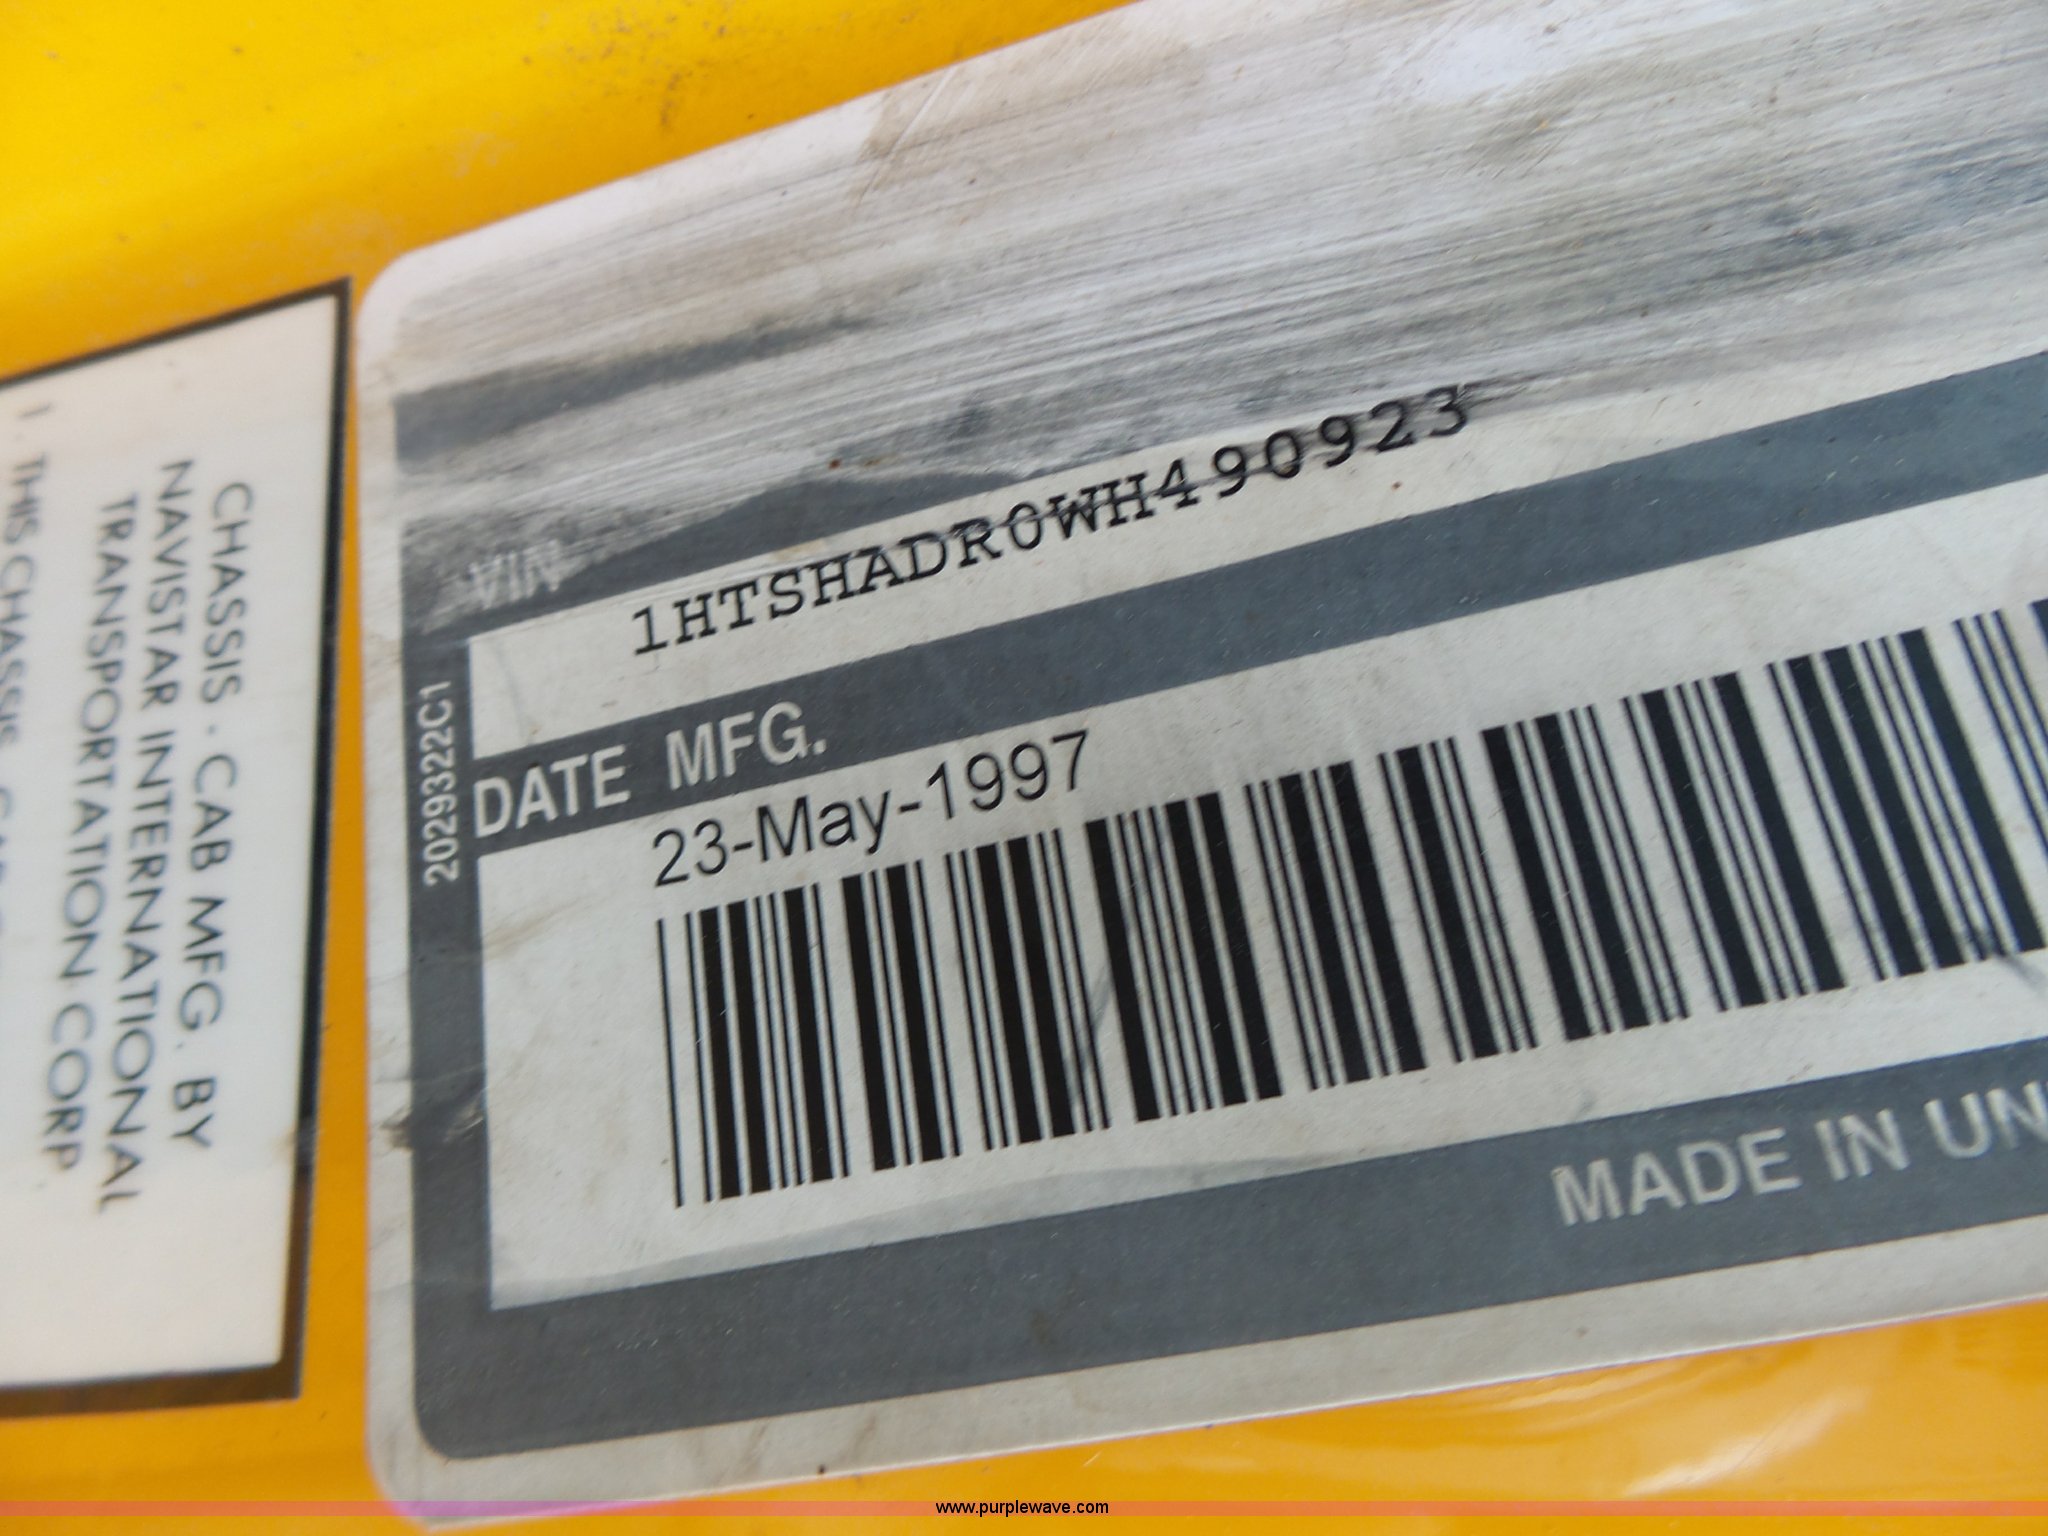 CHASSIS - CAB MFG. BY
NAVISTAR INTERNATIONAL
TRANSPORTATION CORP.
1. THIS CHASSIS
VIN
1HTSHADR0WH490923
2029322C1
DATE MFG.
23-May-1997
MADE IN UN
www.purplewave.com